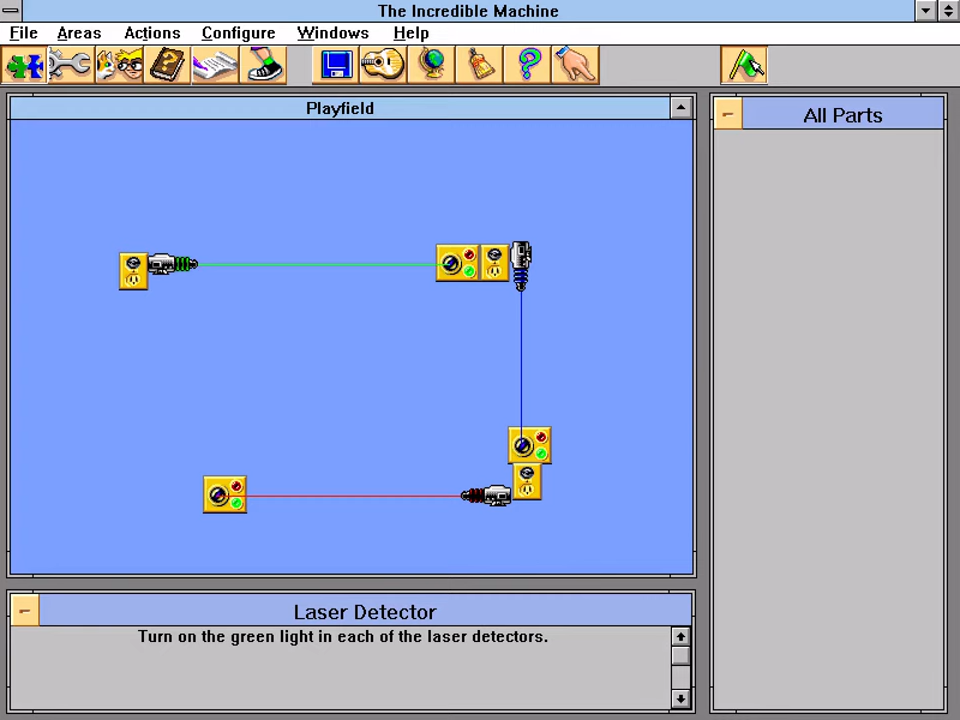 The Incredible Machine
File Areas Actions Configure Windows Help
Playfield
All Parts
Laser Detector
Turn on the green light in each of the laser detectors.